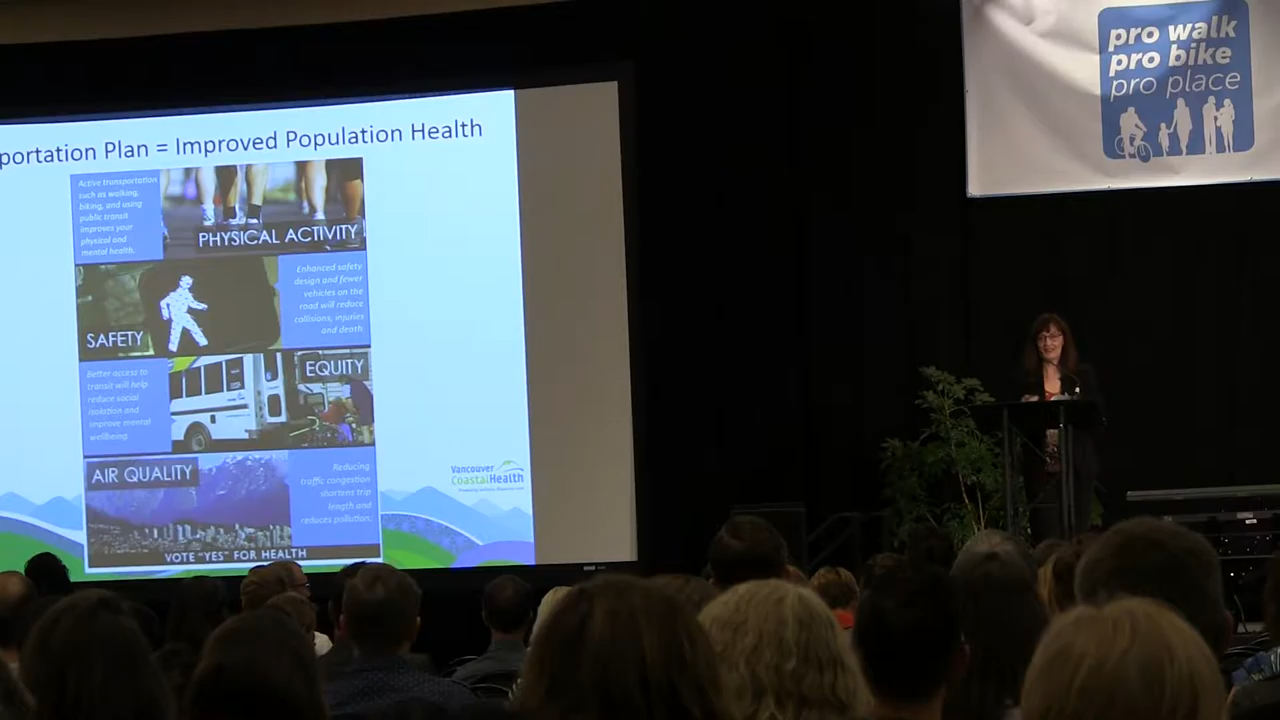 pro walk
pro bike
pro place
portation Plan = Improved Population Health
Active transportation
such as walking,
biking, and using
public transit
improves your
physical and
mental health.
PHYSICAL ACTIVITY
Enhanced safety
design and fewer
vehicles on the
road will reduce
collisions, injuries
and death
SAFETY
Better access to
transit will help
reduce social
isolation and
improve mental
wellbeing.
EQUITY
AIR QUALITY
Reducing
traffic congestion
shortens trip
length and
reduces pollution.
VOTE "YES" FOR HEALTH
Vancouver
CoastalHealth